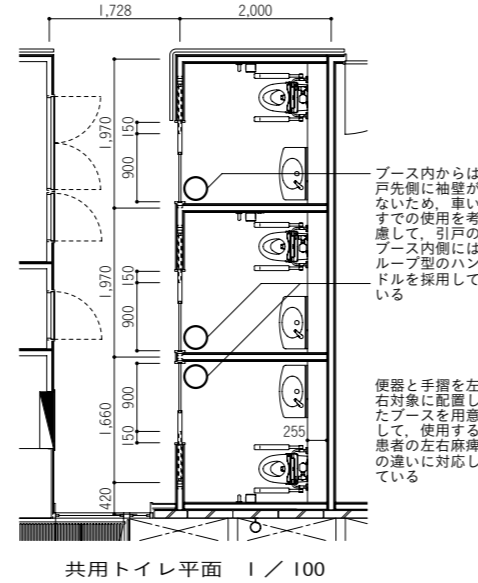 1,728
2,000
1,970
150
900
1,970
150
900
1,660
900
150
420
255
ブース内からは
戸先側に袖壁が
ないため，車い
すでの使用を考
慮して，引戸の
ブース内側には
ループ型のハン
ドルを採用して
いる
便器と手摺を左
右対象に配置し
たブースを用意
して，使用する
患者の左右麻痺
の違いに対応し
ている
共用トイレ平面　1／100